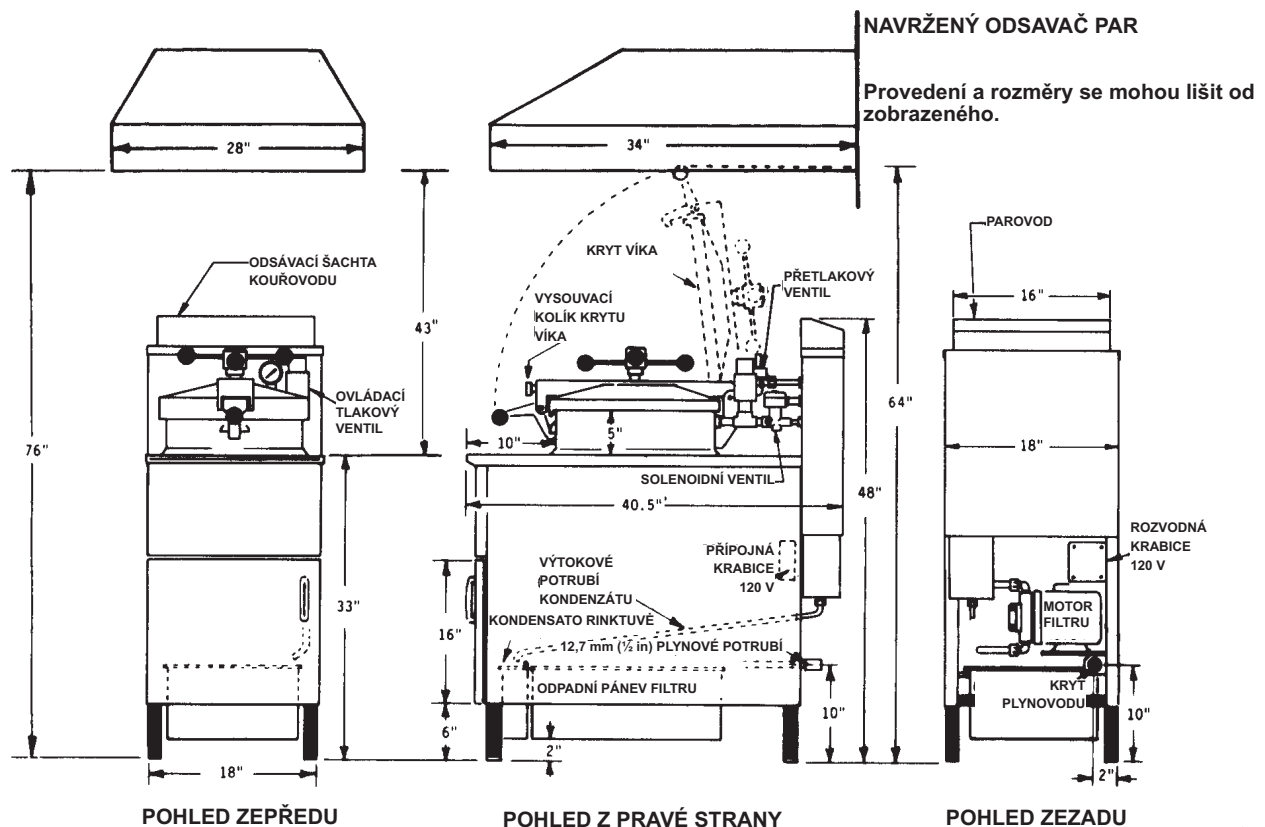 NAVRŽENÝ ODSAVAČ PAR
Provedení a rozměry se mohou lišit od
zobrazeného.
28"
34"
ODSÁVACÍ ŠACHTA
KOUŘOVODU
43"
OVLÁDACÍ
TLAKOVÝ
VENTIL
76"
33"
18"
POHLED ZEPŘEDU
KRYT VÍKA
VYSOUVACÍ
KOLÍK KRYTU
VÍKA
PŘETLAKOVÝ
VENTIL
10"
5"
SOLENOIDNÍ VENTIL
40.5"
48"
64"
PŘÍPOJNÁ
KRABICE
120 V
VÝTOKOVÉ
POTRUBÍ
KONDENZÁTU
KONDENSATO RINKTUVĖ
12,7 mm (½ in) PLYNOVÉ POTRUBÍ
ODPADNÍ PÁNEV FILTRU
16"
6"
2"
10"
POHLED Z PRAVÉ STRANY
PAROVOD
16"
18"
ROZVODNÁ
KRABICE
120 V
MOTOR
FILTRU
KRYT
PLYNOVODU
10"
2"
POHLED ZEZADU